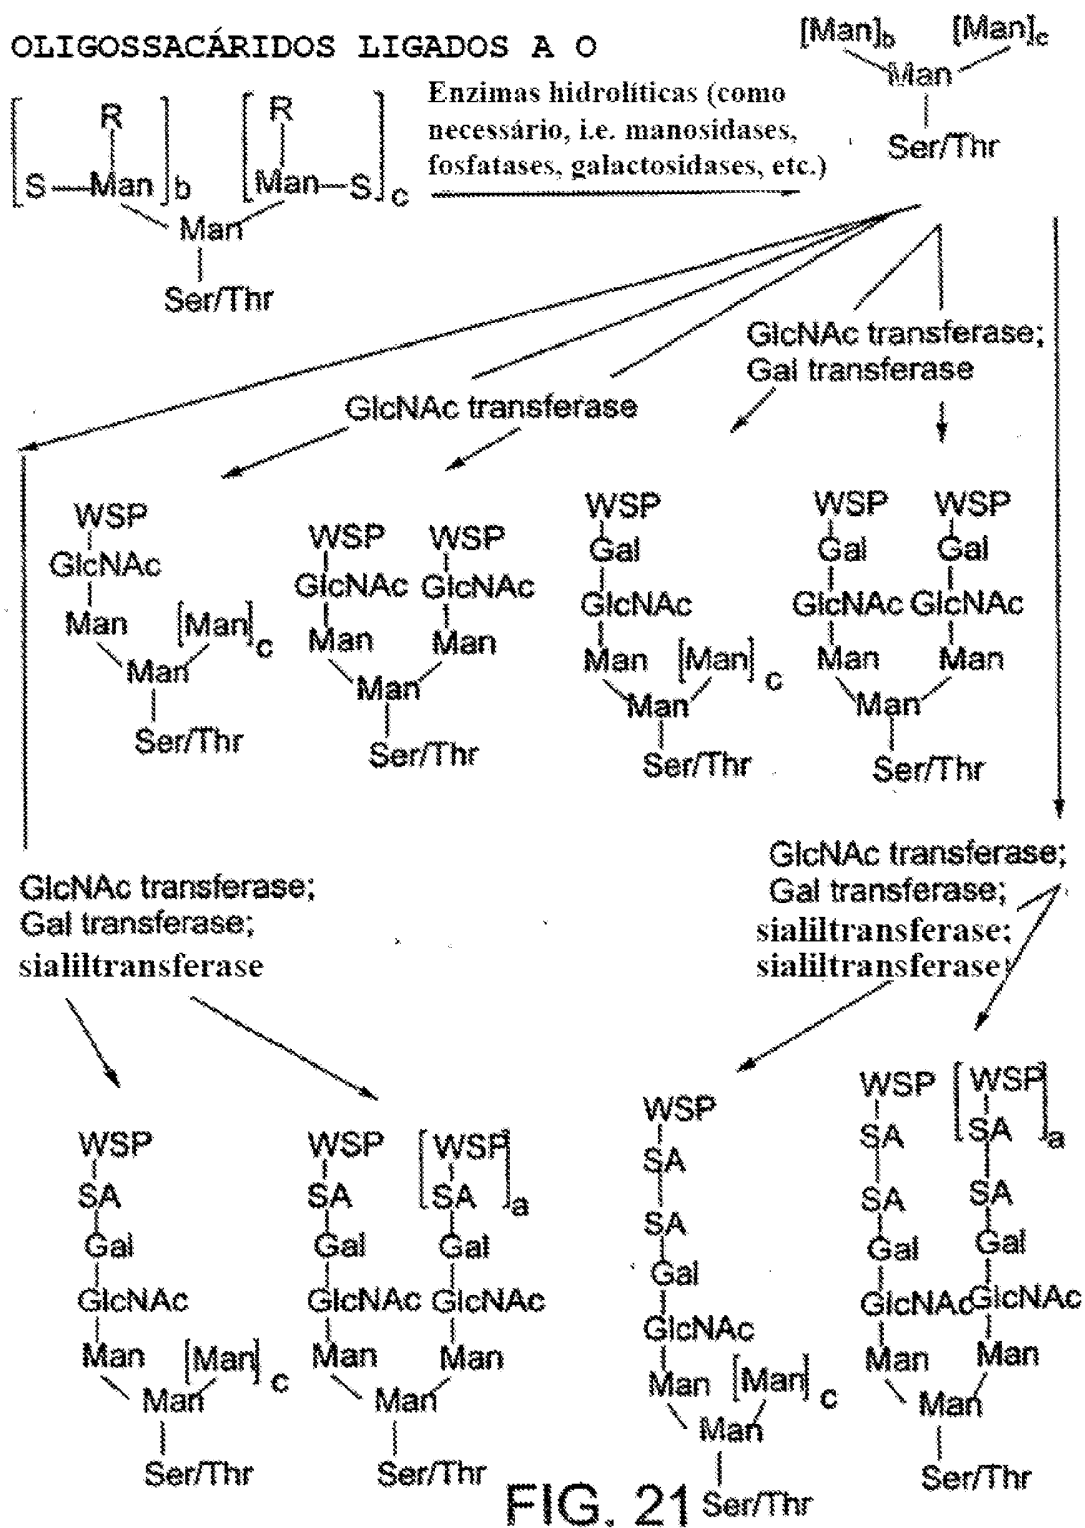 OLIGOSSACÁRIDOS LIGADOS A O
[Man]b [Man]c
Man
Ser/Thr
Enzimas hidrolíticas (como
necessário, i.e. manosidases,
fosfatases, galactosidases, etc.)
R R
[S—Man]b [Man—S]c
Man
Ser/Thr
GlcNAc transferase;
Gal transferase
GlcNAc transferase
WSP
GlcNAc
Man [Man]c
Man
Ser/Thr
WSP WSP
GlcNAc GlcNAc
Man Man
Man
Ser/Thr
WSP
Gal
GlcNAc
Man [Man]c
Man
Ser/Thr
WSP WSP
Gal Gal
GlcNAc GlcNAc
Man Man
Man
Ser/Thr
GlcNAc transferase;
Gal transferase;
sialiltransferase
GlcNAc transferase;
Gal transferase;
sialiltransferase;
sialiltransferase
WSP
SA
Gal
GlcNAc
Man [Man]c
Man
Ser/Thr
WSP [WSP
SA SA]a
Gal Gal
GlcNAc GlcNAc
Man Man
Man
Ser/Thr
WSP
SA
SA
Gal
GlcNAc
Man [Man]c
Man
Ser/Thr
WSP [WSP
SA SA]a
SA SA
Gal Gal
GlcNAc GlcNAc
Man Man
Man
Ser/Thr
FIG. 21